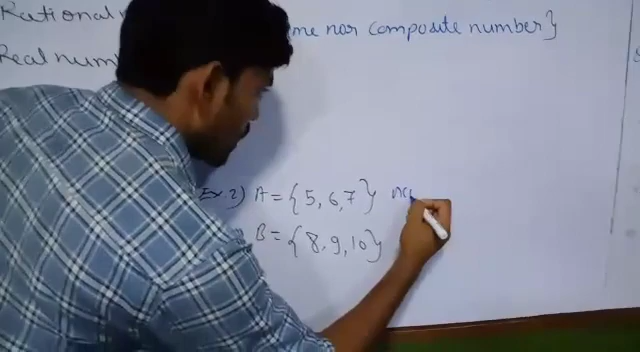 Rational
me nor composite number}
Real num
Ex.2) A = {5, 6, 7}
B = {8, 9, 10}